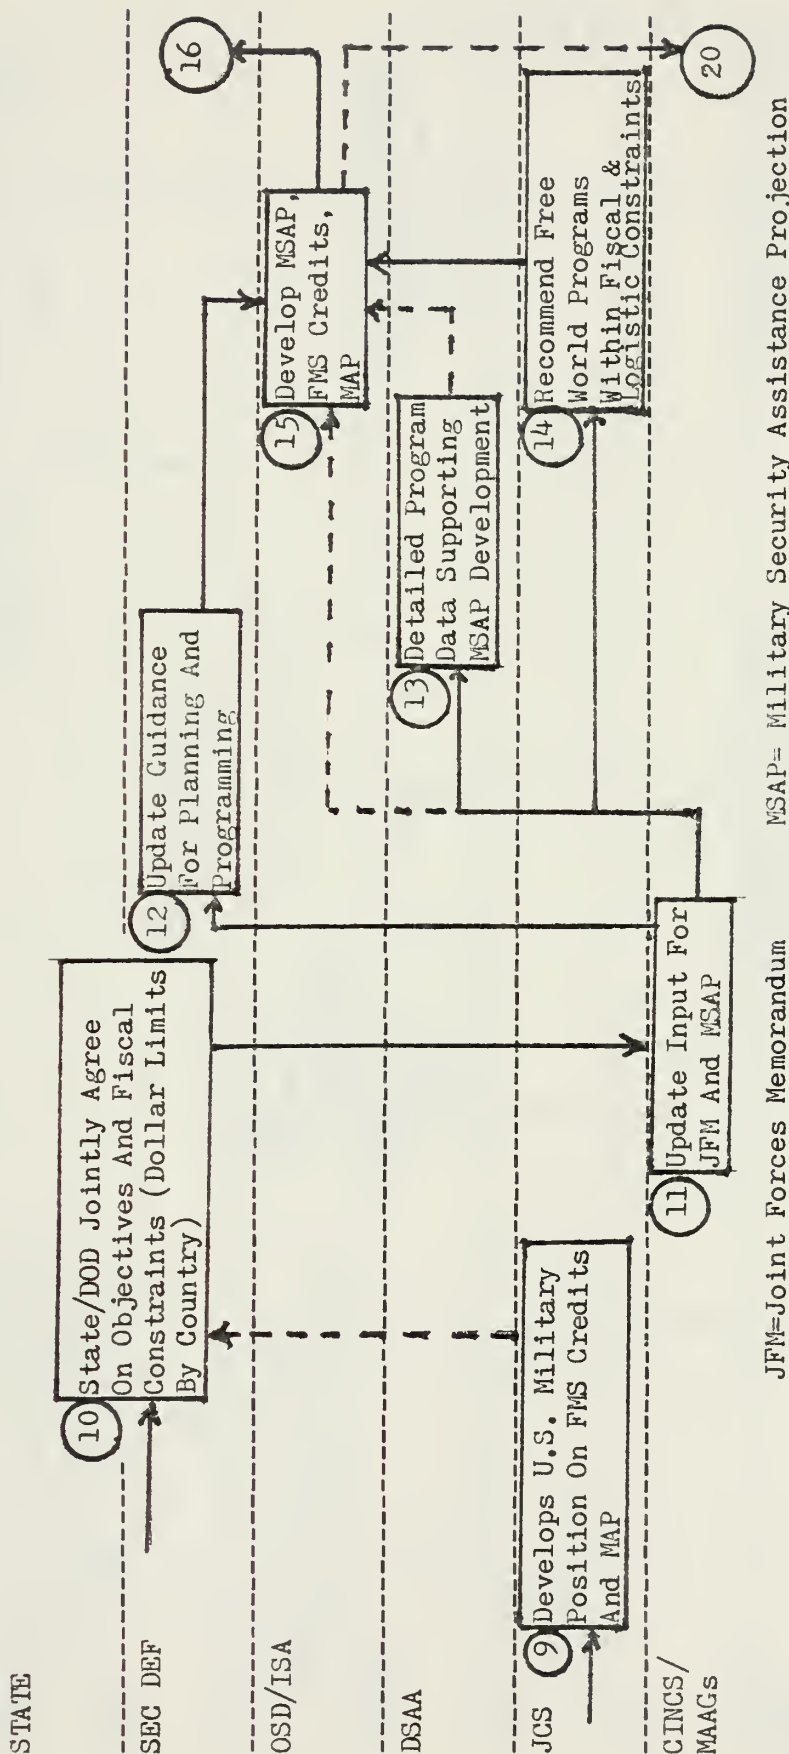 STATE
SEC DEF
OSD/ISA
DSAA
JCS
CINCS/
MAAGs
9
Develops U.S. Military
Position On FMS Credits
And MAP
10
State/DOD Jointly Agree
On Objectives And Fiscal
Constraints (Dollar Limits
By Country)
11
Update Input For
JFM And MSAP
12
Update Guidance
For Planning And
Programming
13
Detailed Program
Data Supporting
MSAP Development
14
Recommend Free
World Programs
Within Fiscal &
Logistic Constraints
15
Develop MSAP,
FMS Credits,
MAP
16
20
JFM=Joint Forces Memorandum
MSAP= Military Security Assistance Projection